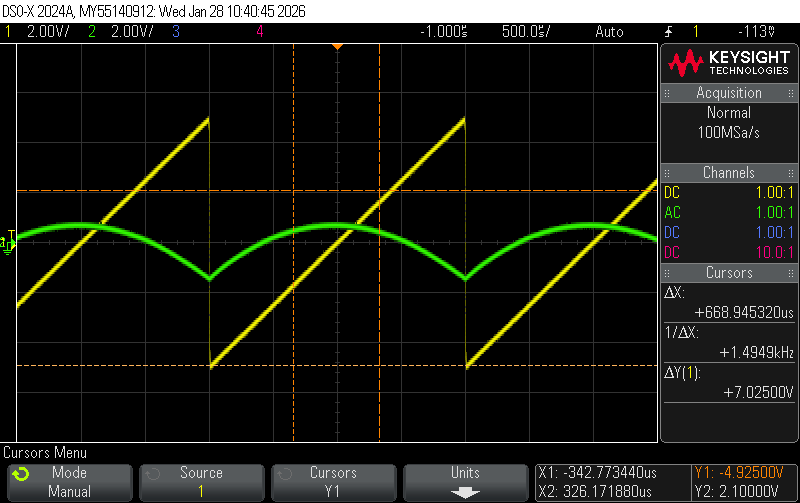 DSO-X 2024A, MY55140912: Wed Jan 28 10:40:45 2026
1 2.00V/ 2 2.00V/ 3 4 -1.000s 500.0s/ Auto 1 -113
KEYSIGHT
TECHNOLOGIES
Acquisition
Normal
100MSa/s
Channels
DC 1.00:1
AC 1.00:1
DC 1.00:1
DC 10.0:1
Cursors
ΔX:
+668.945320us
1/ΔX:
+1.4949kHz
ΔY(1):
+7.02500V
T
Cursors Menu
Mode
Manual
Source
1
Cursors
Y1
Units
X1: -342.773440us
X2: 326.171880us
Y1: -4.92500V
Y2: 2.10000V